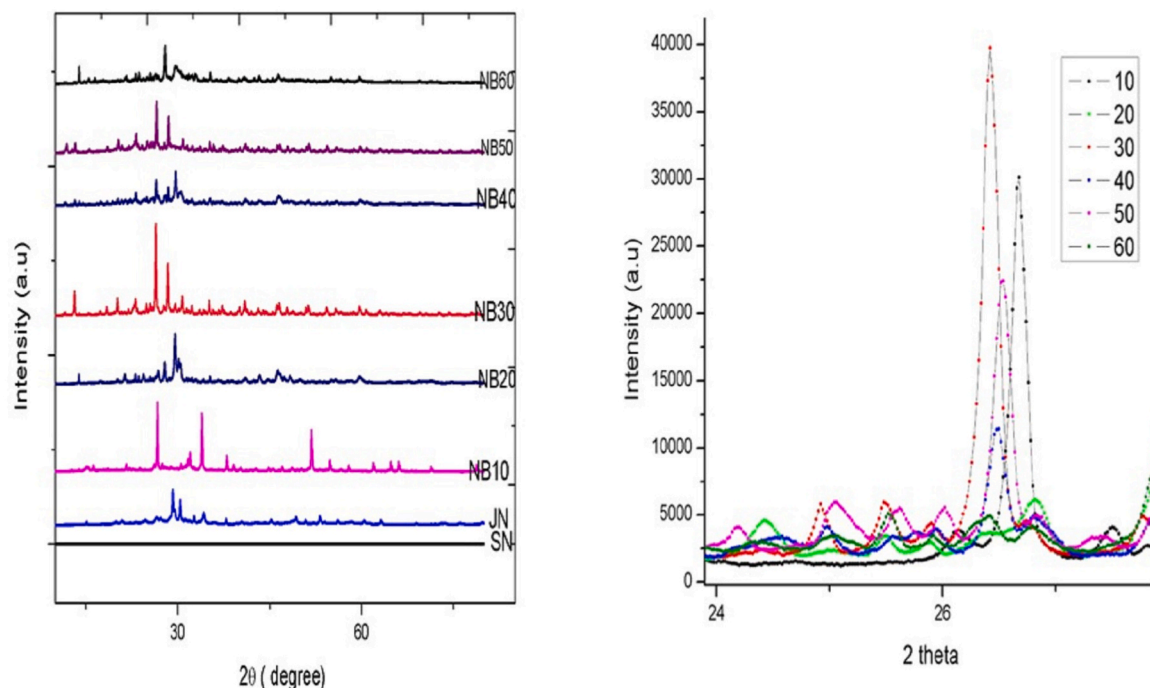 NB60
NB50
NB40
NB30
NB20
NB10
JN
SN
Intensity (a.u)
30
60
2θ ( degree)
40000
35000
30000
25000
20000
15000
10000
5000
0
Intensity (a.u)
24
26
2 theta
10
20
30
40
50
60